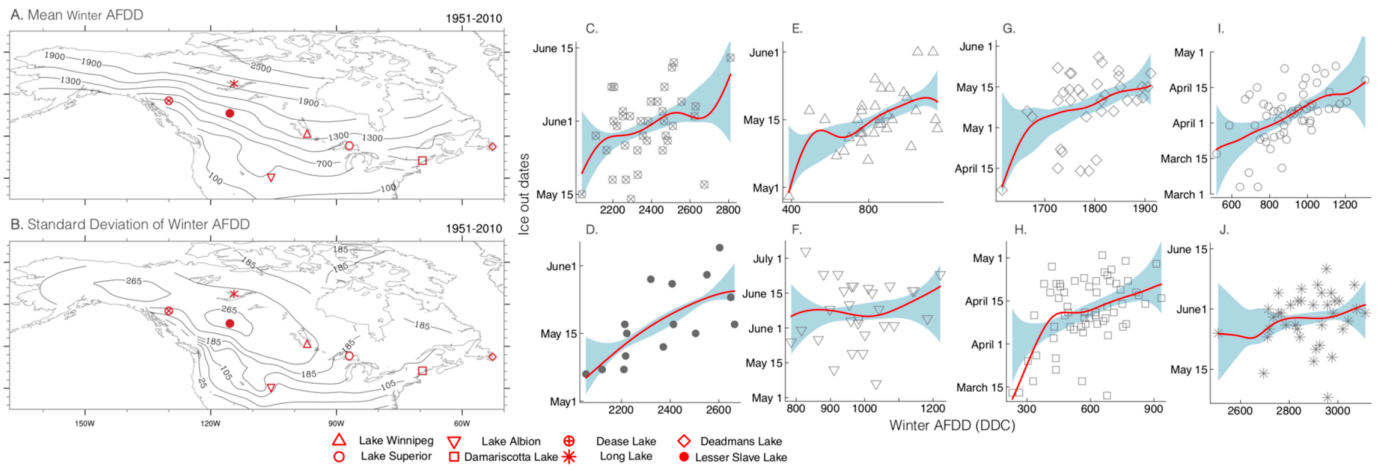 A. Mean Winter AFDD
1951-2010
1900
1900
2500
1300
1900
1300
1300
700
100
100
B. Standard Deviation of Winter AFDD
1951-2010
185
185
265
265
185
185
185
105
105
25
150W
120W
90W
60W
Ice out dates
C.
June 15
June1
May 15
2000
2200
2400
2600
2800
E.
June1
May 15
May1
400
800
G.
June 1
May 15
May 1
April 15
1700
1800
1900
I.
May 1
April 15
April 1
March 15
March 1
600
800
1000
1200
D.
June1
May 15
May1
2200
2400
2600
F.
July 1
June 15
June 1
May 15
May 1
800
900
1000
1100
1200
H.
May 1
April 15
April 1
March 15
300
600
900
J.
June 15
June1
May 15
2500
2600
2800
3000
Winter AFDD (DDC)
Lake Winnipeg
Lake Albion
Dease Lake
Deadmans Lake
Lake Superior
Damariscotta Lake
Long Lake
Lesser Slave Lake